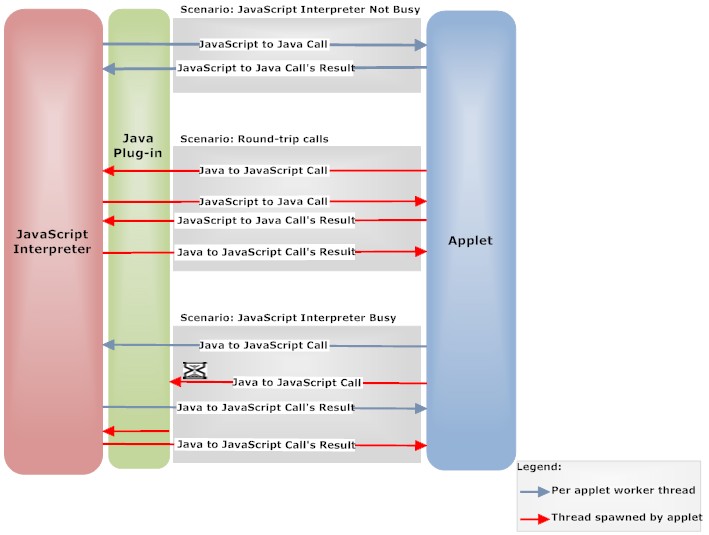 Scenario: JavaScript Interpreter Not Busy
JavaScript to Java Call
JavaScript to Java Call's Result
Java
Plug-in
Scenario: Round-trip calls
Java to JavaScript Call
JavaScript to Java Call
JavaScript to Java Call's Result
Java to JavaScript Call's Result
JavaScript
Interpreter
Applet
Scenario: JavaScript Interpreter Busy
Java to JavaScript Call
Java to JavaScript Call
Java to JavaScript Call's Result
Java to JavaScript Call's Result
Legend:
Per applet worker thread
Thread spawned by applet